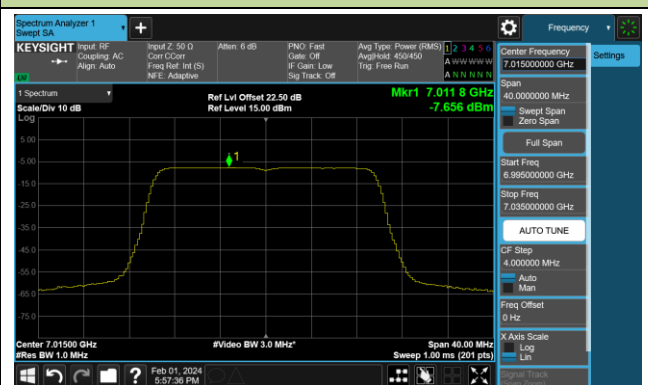 Spectrum Analyzer 1
Swept SA
Frequency
KEYSIGHT
Input: RF
Coupling: AC
Align: Auto
Input Z: 50 Ω
Corr CCorr
Freq Ref: Int (S)
NFE: Adaptive
Atten: 6 dB
PNO: Fast
Gate: Off
IF Gain: Low
Sig Track: Off
Avg Type: Power (RMS)
Avg|Hold: 450/450
Trig: Free Run
1 2 3 4 5 6
A W W W W W
A N N N N N
1 Spectrum
Scale/Div 10 dB
Log
Ref Lvl Offset 22.50 dB
Ref Level 15.00 dBm
Mkr1 7.011 8 GHz
-7.656 dBm
1
5.00
-5.00
-15.0
-25.0
-35.0
-45.0
-55.0
-65.0
-75.0
Center 7.01500 GHz
#Res BW 1.0 MHz
#Video BW 3.0 MHz*
Span 40.00 MHz
Sweep 1.00 ms (201 pts)
Center Frequency
7.015000000 GHz
Settings
Span
40.0000000 MHz
Swept Span
Zero Span
Full Span
Start Freq
6.995000000 GHz
Stop Freq
7.035000000 GHz
AUTO TUNE
CF Step
4.000000 MHz
Auto
Man
Freq Offset
0 Hz
X Axis Scale
Log
Lin
Signal Track
(Span Zoom)
?
Feb 01, 2024
5:57:36 PM